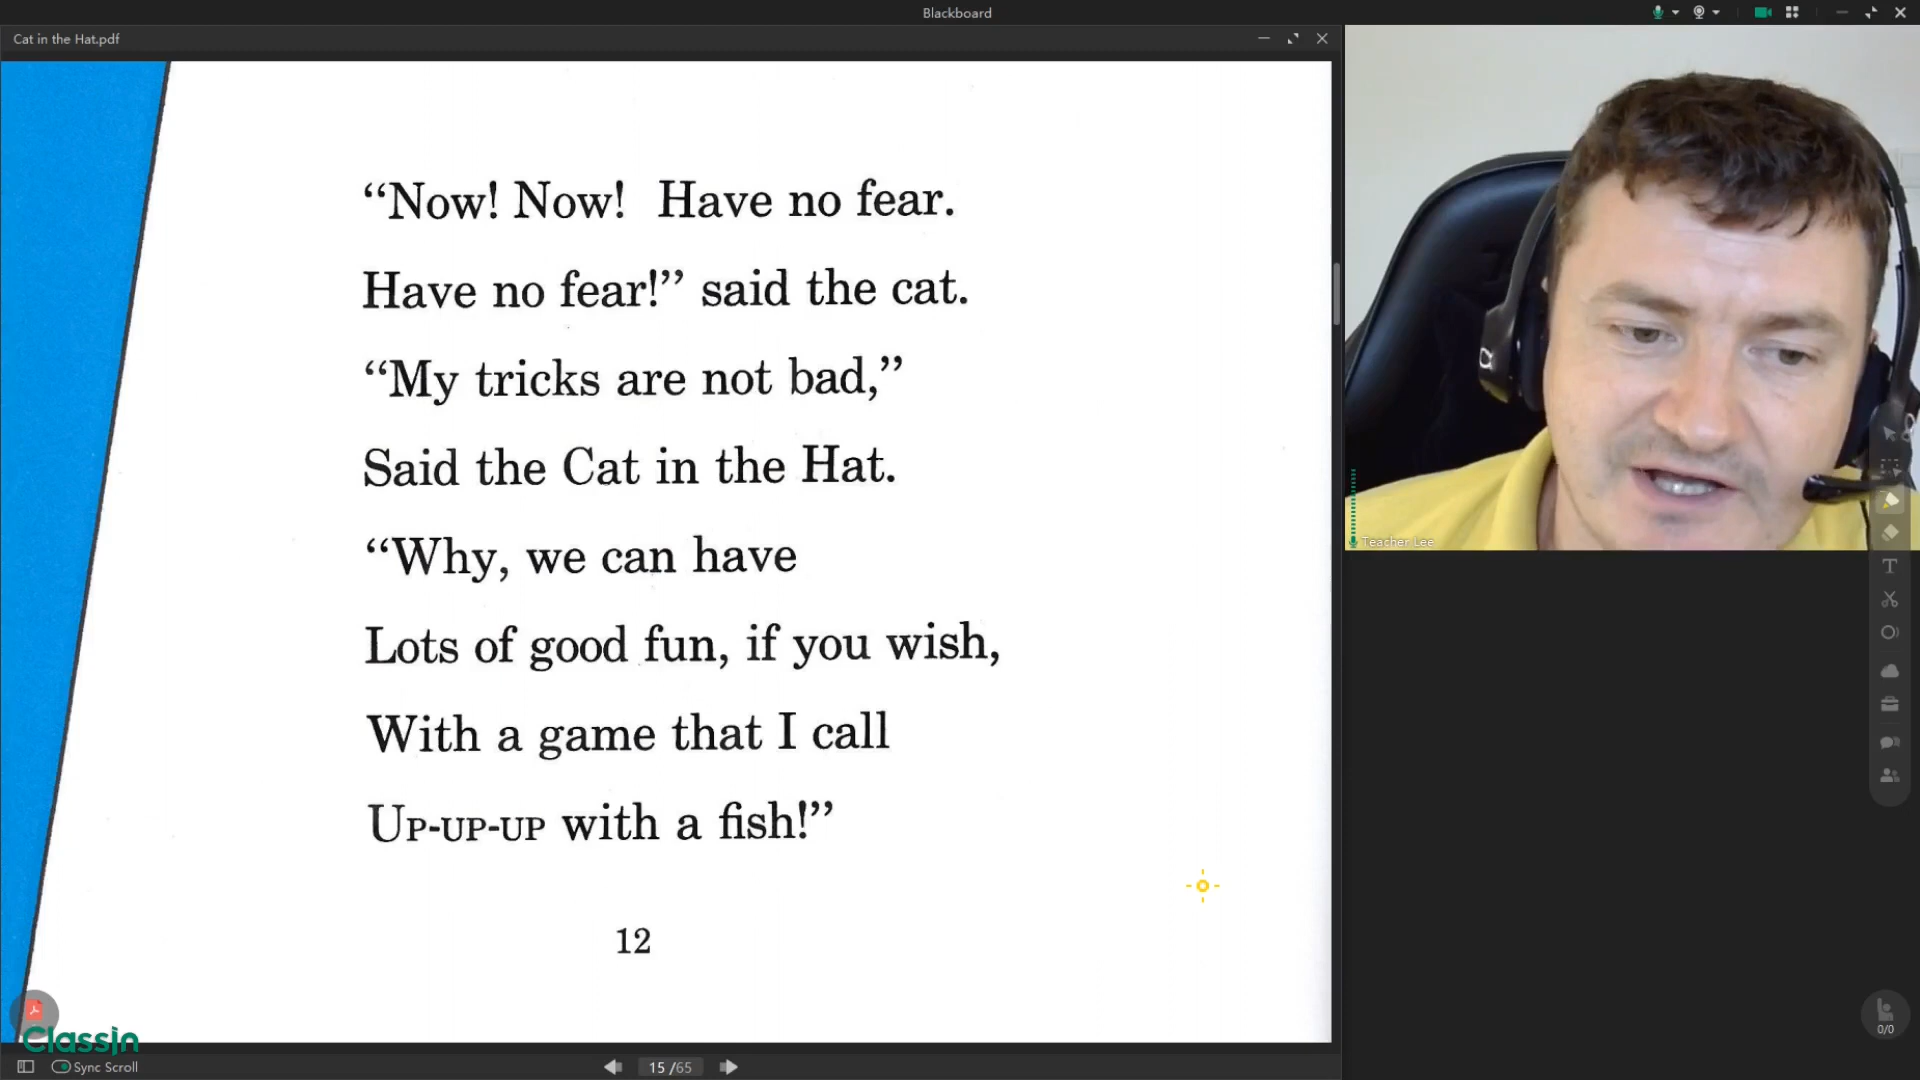 Blackboard
Cat in the Hat.pdf
“Now! Now! Have no fear.
Have no fear!” said the cat.
“My tricks are not bad,”
Said the Cat in the Hat.
“Why, we can have
Lots of good fun, if you wish,
With a game that I call
UP-UP-UP with a fish!”
12
Teacher Lee
T
0/0
ClassIn
Sync Scroll
15 /65